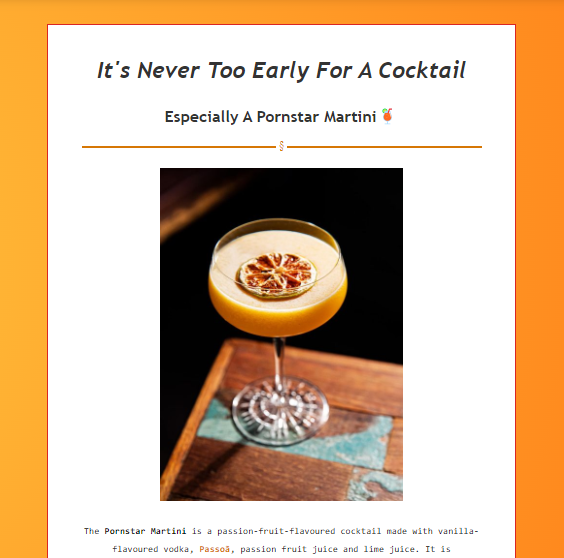 It's Never Too Early For A Cocktail
Especially A Pornstar Martini 🍹
§
The Pornstar Martini is a passion-fruit-flavoured cocktail made with vanilla-
flavoured vodka, Passoã, passion fruit juice and lime juice. It is